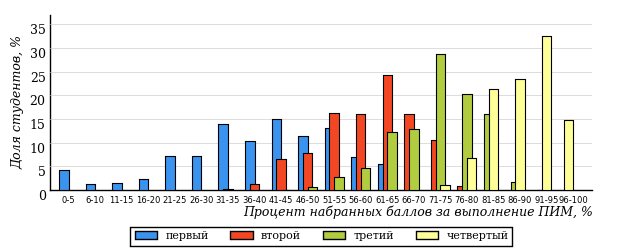 Доля студентов, %
35
30
25
20
15
10
5
0
0-5 6-10 11-15 16-20 21-25 26-30 31-35 36-40 41-45 46-50 51-55 56-60 61-65 66-70 71-75 76-80 81-85 86-90 91-95 96-100
Процент набранных баллов за выполнение ПИМ, %
первый второй третий четвертый